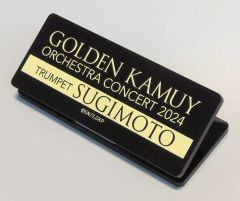 GOLDEN KAMUY
ORCHESTRA CONCERT 2024
TRUMPET SUGIMOTO